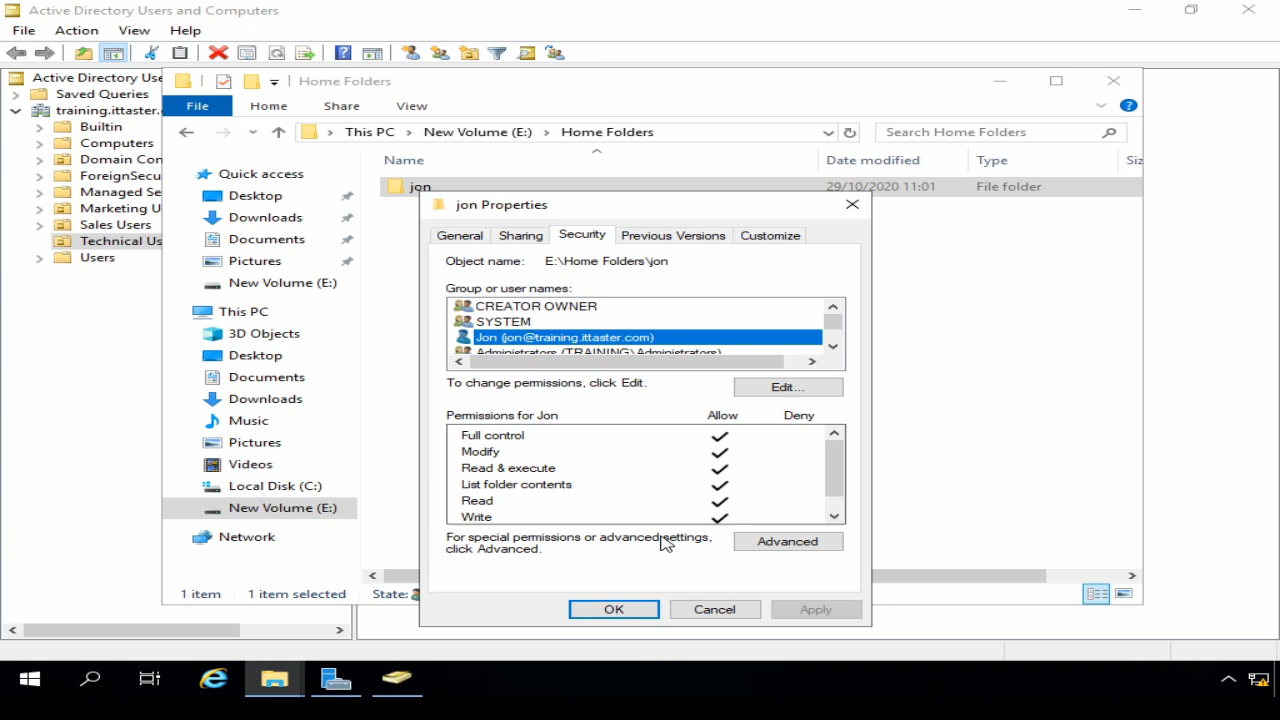 Active Directory Users and Computers
File Action View Help
Active Directory Use
Saved Queries
training.ittaster.
Builtin
Computers
Domain Con
ForeignSecu
Managed Se
Marketing U
Sales Users
Technical Us
Users
Home Folders
File Home Share View
This PC New Volume (E:) Home Folders
Search Home Folders
Quick access
Desktop
Downloads
Documents
Pictures
New Volume (E:)
This PC
3D Objects
Desktop
Documents
Downloads
Music
Pictures
Videos
Local Disk (C:)
New Volume (E:)
Network
Name Date modified Type Siz
jon 29/10/2020 11:01 File folder
1 item 1 item selected State:
jon Properties
General Sharing Security Previous Versions Customize
Object name: E:\Home Folders\jon
Group or user names:
CREATOR OWNER
SYSTEM
Jon (jon@training.ittaster.com)
Administrators (TRAINING\Administrators)
To change permissions, click Edit.
Edit...
Permissions for Jon Allow Deny
Full control
Modify
Read & execute
List folder contents
Read
Write
For special permissions or advanced settings,
click Advanced.
Advanced
OK Cancel Apply